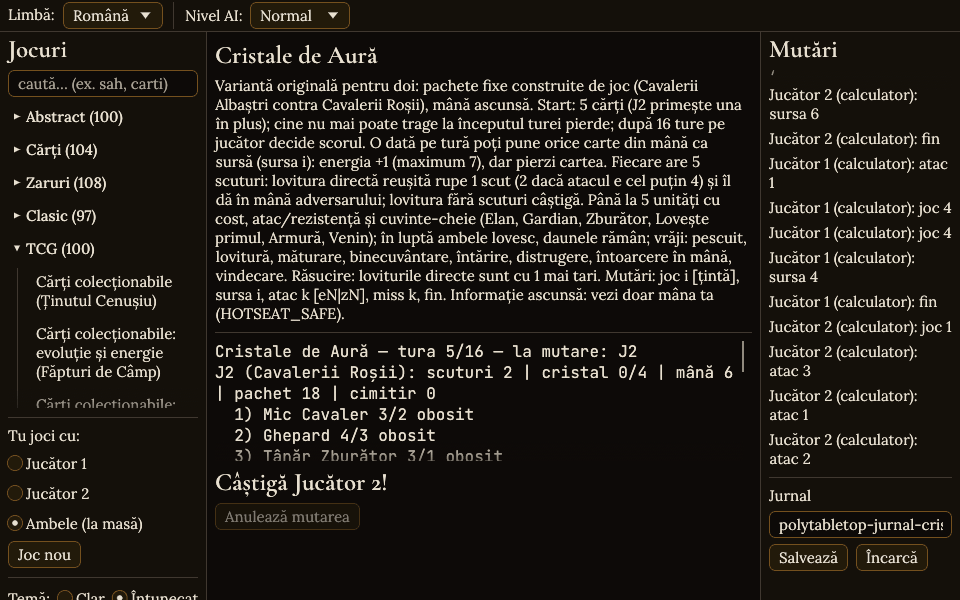 Limbă: Română Nivel AI: Normal
Jocuri
caută... (ex. sah, carti)
Abstract (100)
Cărți (104)
Zaruri (108)
Clasic (97)
TCG (100)
Cărți colecționabile
(Ținutul Cenușiu)
Cărți colecționabile:
evoluție și energie
(Făpturi de Câmp)
Cărți colecționabile:
Tu joci cu:
Jucător 1
Jucător 2
Ambele (la masă)
Joc nou
Temă: Clar Întunecat
Cristale de Aură
Variantă originală pentru doi: pachete fixe construite de joc (Cavalerii
Albaștri contra Cavalerii Roșii), mână ascunsă. Start: 5 cărți (J2 primește una
în plus); cine nu mai poate trage la începutul turei pierde; după 16 ture pe
jucător decide scorul. O dată pe tură poți pune orice carte din mână ca
sursă (sursa i): energia +1 (maximum 7), dar pierzi cartea. Fiecare are 5
scuturi: lovitura directă reușită rupe 1 scut (2 dacă atacul e cel puțin 4) și îl
dă în mână adversarului; lovitura fără scuturi câștigă. Până la 5 unități cu
cost, atac/rezistență și cuvinte-cheie (Elan, Gardian, Zburător, Lovește
primul, Armură, Venin); în luptă ambele lovesc, daunele rămân; vrăji: pescuit,
lovitură, măturare, binecuvântare, întărire, distrugere, întoarcere în mână,
vindecare. Răsucire: loviturile directe sunt cu 1 mai tari. Mutări: joc i [țintă],
sursa i, atac k [eN|zN], miss k, fin. Informație ascunsă: vezi doar mâna ta
(HOTSEAT_SAFE).
Cristale de Aură — tura 5/16 — la mutare: J2
J2 (Cavalerii Roșii): scuturi 2 | cristal 0/4 | mână 6
| pachet 18 | cimitir 0
1) Mic Cavaler 3/2 obosit
2) Ghepard 4/3 obosit
3) Tânăr Zburător 3/1 obosit
Câștigă Jucător 2!
Anulează mutarea
Mutări
Jucător 2 (calculator):
sursa 6
Jucător 2 (calculator): fin
Jucător 1 (calculator): atac
1
Jucător 1 (calculator): joc 4
Jucător 1 (calculator): joc 4
Jucător 1 (calculator):
sursa 4
Jucător 1 (calculator): fin
Jucător 2 (calculator): joc 1
Jucător 2 (calculator):
atac 3
Jucător 2 (calculator):
atac 1
Jucător 2 (calculator):
atac 2
Jurnal
polytabletop-jurnal-cris
Salvează Încarcă